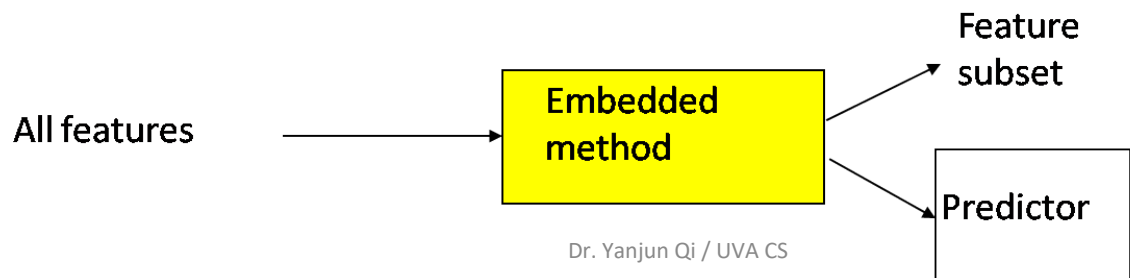 All features
Embedded
method
Feature
subset
Predictor
Dr. Yanjun Qi / UVA CS